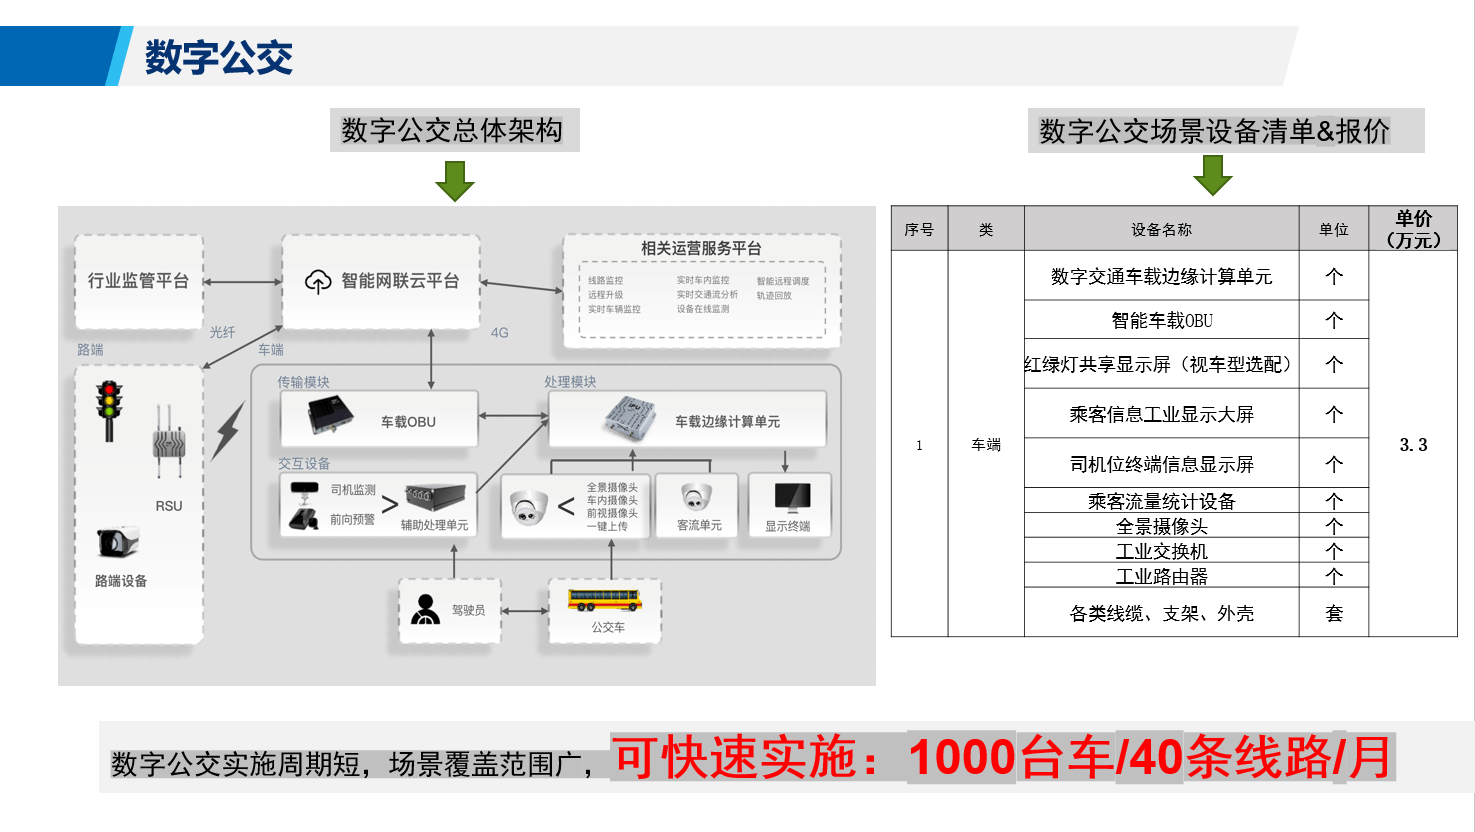 数字公交
数字公交总体架构
数字公交场景设备清单&报价
行业监管平台
智能网联云平台
相关运营服务平台
线路监控
远程升级
实时车辆监控
实时车内监控
实时交通流分析
设备在线监测
智能远程调度
轨迹回放
光纤
4G
路端
车端
RSU
路端设备
传输模块
处理模块
车载OBU
车载边缘计算单元
交互设备
司机监测
前向预警
辅助处理单元
全景摄像头
车内摄像头
前视摄像头
一键上传
客流单元
显示终端
驾驶员
公交车
序号 类 设备名称 单位 单价
（万元）
数字交通车载边缘计算单元 个
智能车载OBU 个
红绿灯共享显示屏（视车型选配） 个
乘客信息工业显示大屏 个
1 车端 3.3
司机位终端信息显示屏 个
乘客流量统计设备 个
全景摄像头 个
工业交换机 个
工业路由器 个
各类线缆、支架、外壳 套
数字公交实施周期短，场景覆盖范围广，可快速实施：1000台车/40条线路/月